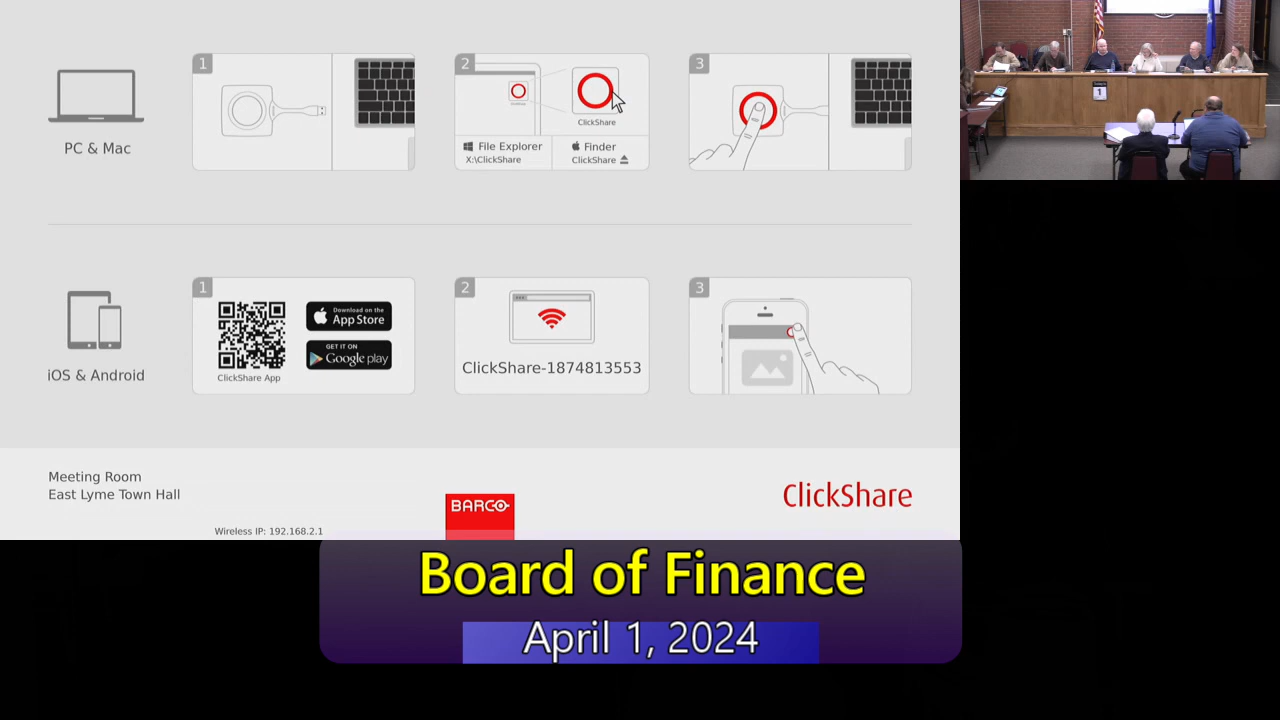 1
2
3
ClickShare
PC & Mac
File Explorer
X:\ClickShare
Finder
ClickShare
1
2
3
Download on the
App Store
GET IT ON
Google play
ClickShare App
ClickShare-1874813553
iOS & Android
Meeting Room
East Lyme Town Hall
Wireless IP: 192.168.2.1
BARCO
ClickShare
1
Board of Finance
April 1, 2024